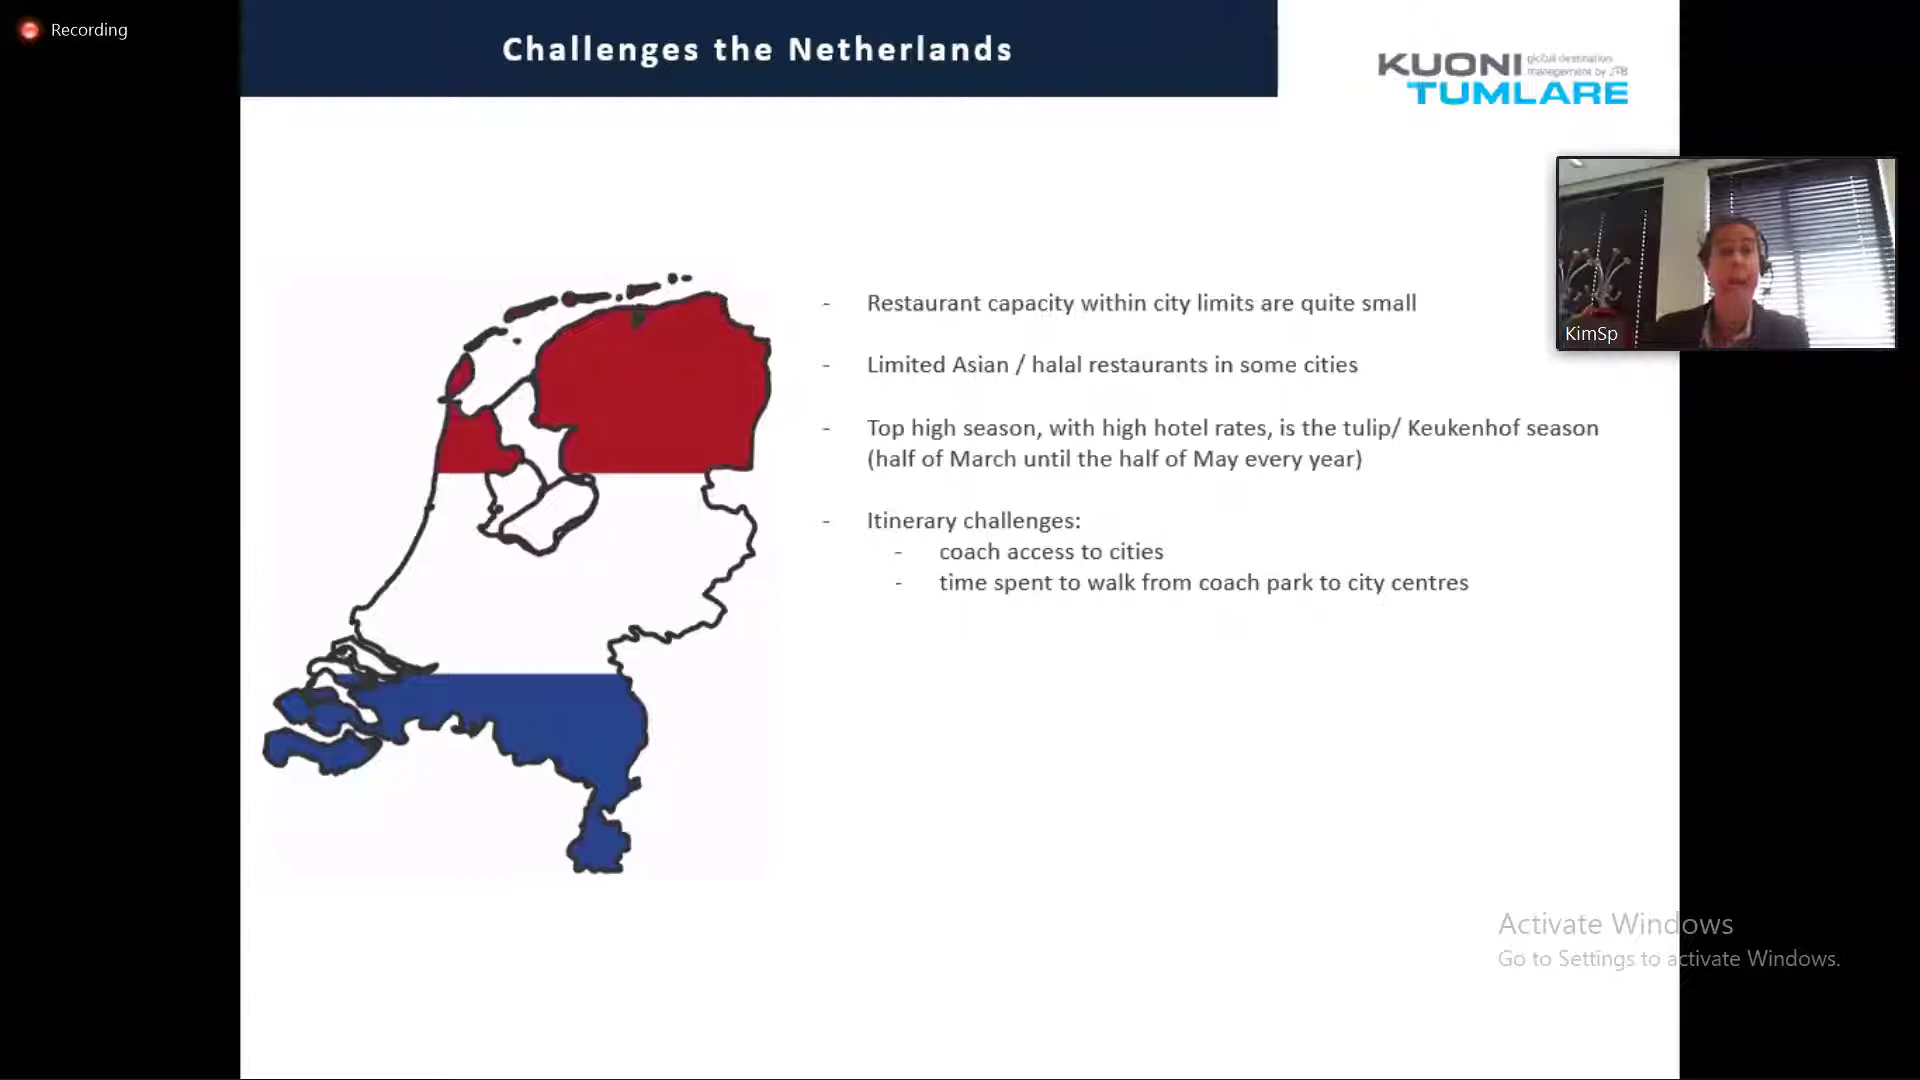 Recording
Challenges the Netherlands
KUONI global destination
management by JTB
TUMLARE
- Restaurant capacity within city limits are quite small
- Limited Asian / halal restaurants in some cities
- Top high season, with high hotel rates, is the tulip/ Keukenhof season
(half of March until the half of May every year)
- Itinerary challenges:
- coach access to cities
- time spent to walk from coach park to city centres
KimSp
Activate Windows
Go to Settings to activate Windows.